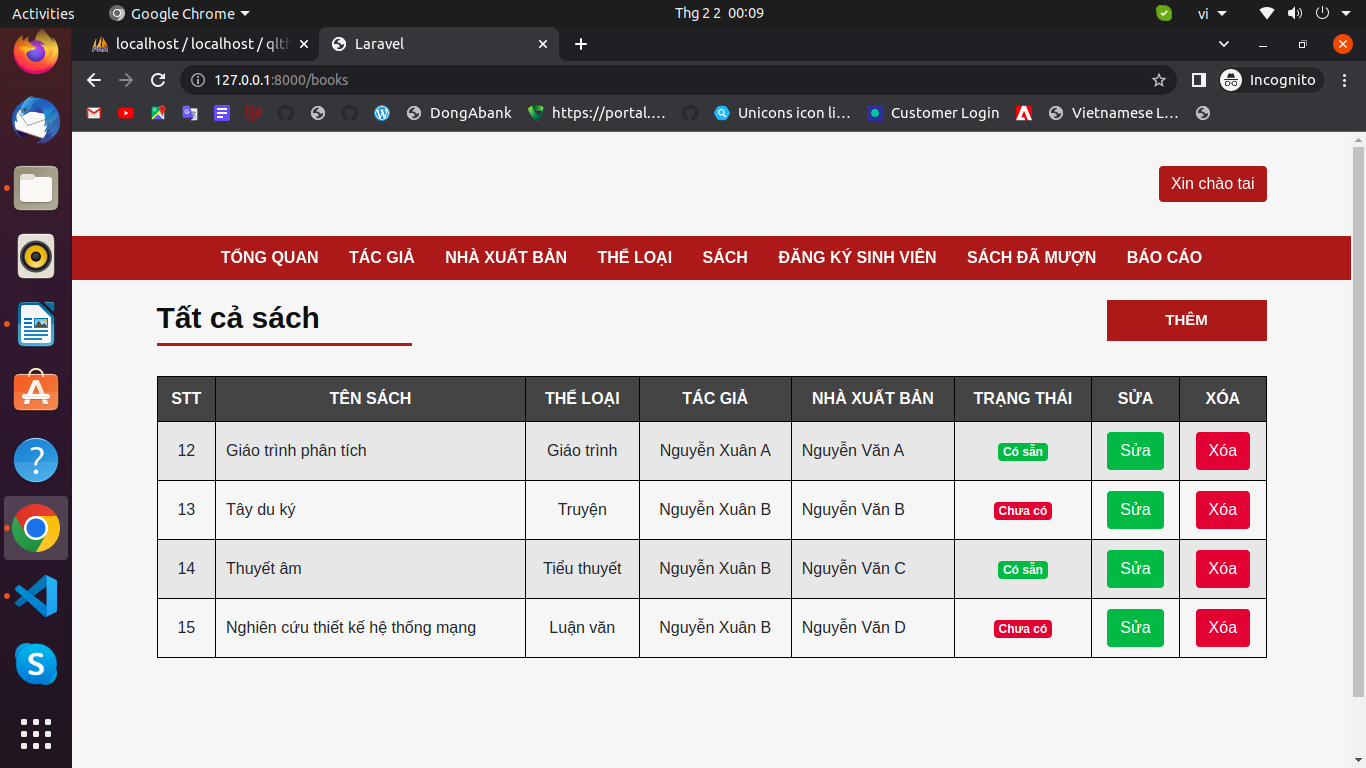 Activities Google Chrome Thg 2 2 00:09 vi
localhost / localhost / qlth Laravel
127.0.0.1:8000/books Incognito
DongAbank https://portal.… Unicons icon li… Customer Login Vietnamese L…
Xin chào tai
TỔNG QUAN TÁC GIẢ NHÀ XUẤT BẢN THỂ LOẠI SÁCH ĐĂNG KÝ SINH VIÊN SÁCH ĐÃ MƯỢN BÁO CÁO
Tất cả sách THÊM
STT TÊN SÁCH THỂ LOẠI TÁC GIẢ NHÀ XUẤT BẢN TRẠNG THÁI SỬA XÓA
12 Giáo trình phân tích Giáo trình Nguyễn Xuân A Nguyễn Văn A Có sẵn Sửa Xóa
13 Tây du ký Truyện Nguyễn Xuân B Nguyễn Văn B Chưa có Sửa Xóa
14 Thuyết âm Tiểu thuyết Nguyễn Xuân B Nguyễn Văn C Có sẵn Sửa Xóa
15 Nghiên cứu thiết kế hệ thống mạng Luận văn Nguyễn Xuân B Nguyễn Văn D Chưa có Sửa Xóa